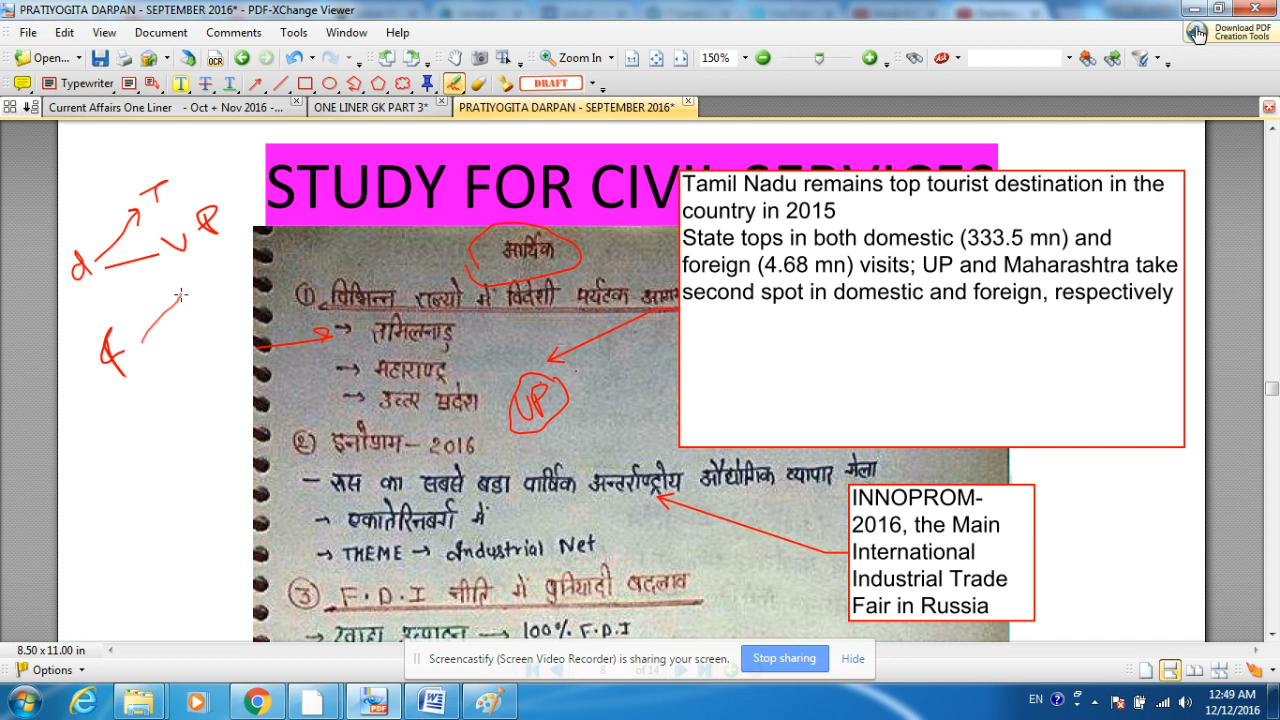 PRATIYOGITA DARPAN - SEPTEMBER 2016* - PDF-XChange Viewer
File Edit View Document Comments Tools Window Help
Download PDF
Creation Tools
Open... OCR Zoom In 150%
Typewriter DRAFT
Current Affairs One Liner - Oct + Nov 2016 -... ONE LINER GK PART 3* PRATIYOGITA DARPAN - SEPTEMBER 2016*
STUDY FOR CIVIL SERVICES
Tamil Nadu remains top tourist destination in the
country in 2015
State tops in both domestic (333.5 mn) and
foreign (4.68 mn) visits; UP and Maharashtra take
second spot in domestic and foreign, respectively
T
d UP
f
आर्थिक
① विभिन्न राज्यों में विदेशी पर्यटक
→ तमिलनाडु
→ महाराष्ट्र
→ उत्तर प्रदेश
UP
② इनोप्राम - 2016
- रूस का सबसे बडा वार्षिक अन्तर्राष्ट्रीय औद्योगिक व्यापार मेला
→ एकातेरिनबर्ग में
→ THEME → Industrial Net
INNOPROM-
2016, the Main
International
Industrial Trade
Fair in Russia
③ F.D.I नीति में बुनियादी बदलाव
→ खाद्य उत्पादन → 100% F.D.I
8.50 x 11.00 in
Screencastify (Screen Video Recorder) is sharing your screen. Stop sharing Hide
8 of 14
Options
EN
12:49 AM
12/12/2016